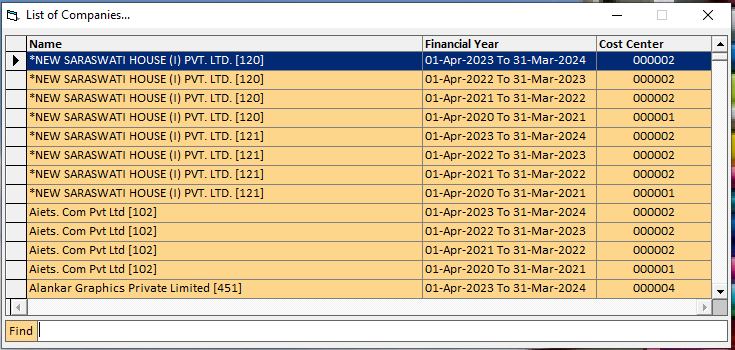 List of Companies...
Name Financial Year Cost Center
*NEW SARASWATI HOUSE (I) PVT. LTD. [120] 01-Apr-2023 To 31-Mar-2024 000002
*NEW SARASWATI HOUSE (I) PVT. LTD. [120] 01-Apr-2022 To 31-Mar-2023 000002
*NEW SARASWATI HOUSE (I) PVT. LTD. [120] 01-Apr-2021 To 31-Mar-2022 000002
*NEW SARASWATI HOUSE (I) PVT. LTD. [120] 01-Apr-2020 To 31-Mar-2021 000001
*NEW SARASWATI HOUSE (I) PVT. LTD. [121] 01-Apr-2023 To 31-Mar-2024 000002
*NEW SARASWATI HOUSE (I) PVT. LTD. [121] 01-Apr-2022 To 31-Mar-2023 000002
*NEW SARASWATI HOUSE (I) PVT. LTD. [121] 01-Apr-2021 To 31-Mar-2022 000002
*NEW SARASWATI HOUSE (I) PVT. LTD. [121] 01-Apr-2020 To 31-Mar-2021 000001
Aiets. Com Pvt Ltd [102] 01-Apr-2023 To 31-Mar-2024 000002
Aiets. Com Pvt Ltd [102] 01-Apr-2022 To 31-Mar-2023 000002
Aiets. Com Pvt Ltd [102] 01-Apr-2021 To 31-Mar-2022 000002
Aiets. Com Pvt Ltd [102] 01-Apr-2020 To 31-Mar-2021 000001
Alankar Graphics Private Limited [451] 01-Apr-2023 To 31-Mar-2024 000004
Find